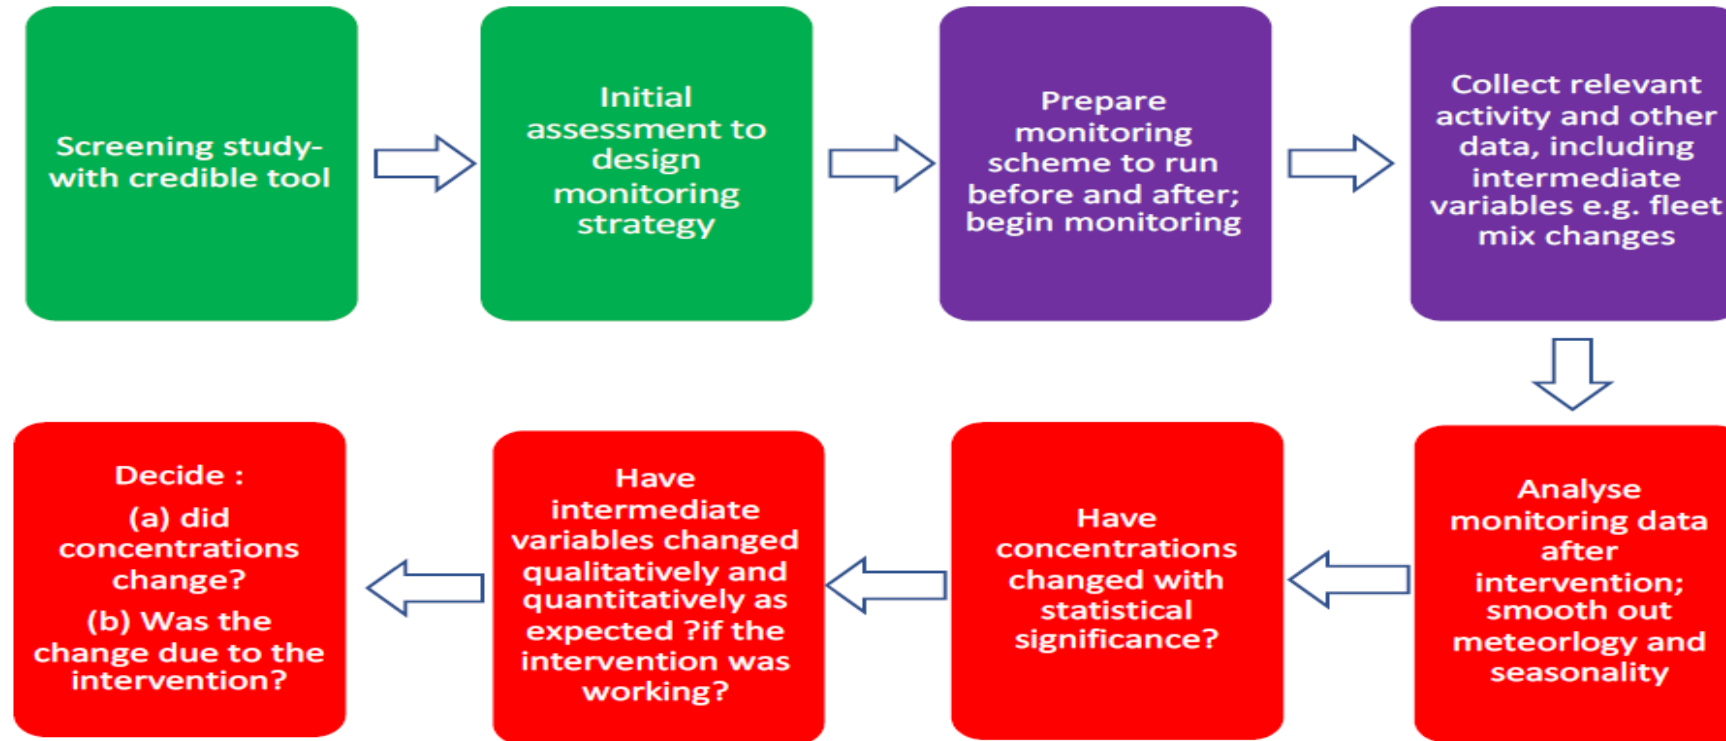 Screening study-
with credible tool
Initial
assessment to
design
monitoring
strategy
Prepare
monitoring
scheme to run
before and after;
begin monitoring
Collect relevant
activity and other
data, including
intermediate
variables e.g. fleet
mix changes
Analyse
monitoring data
after
intervention;
smooth out
meteorlogy and
seasonality
Have
concentrations
changed with
statistical
significance?
Have
intermediate
variables changed
qualitatively and
quantitatively as
expected ?if the
intervention was
working?
Decide :
(a) did
concentrations
change?
(b) Was the
change due to the
intervention?